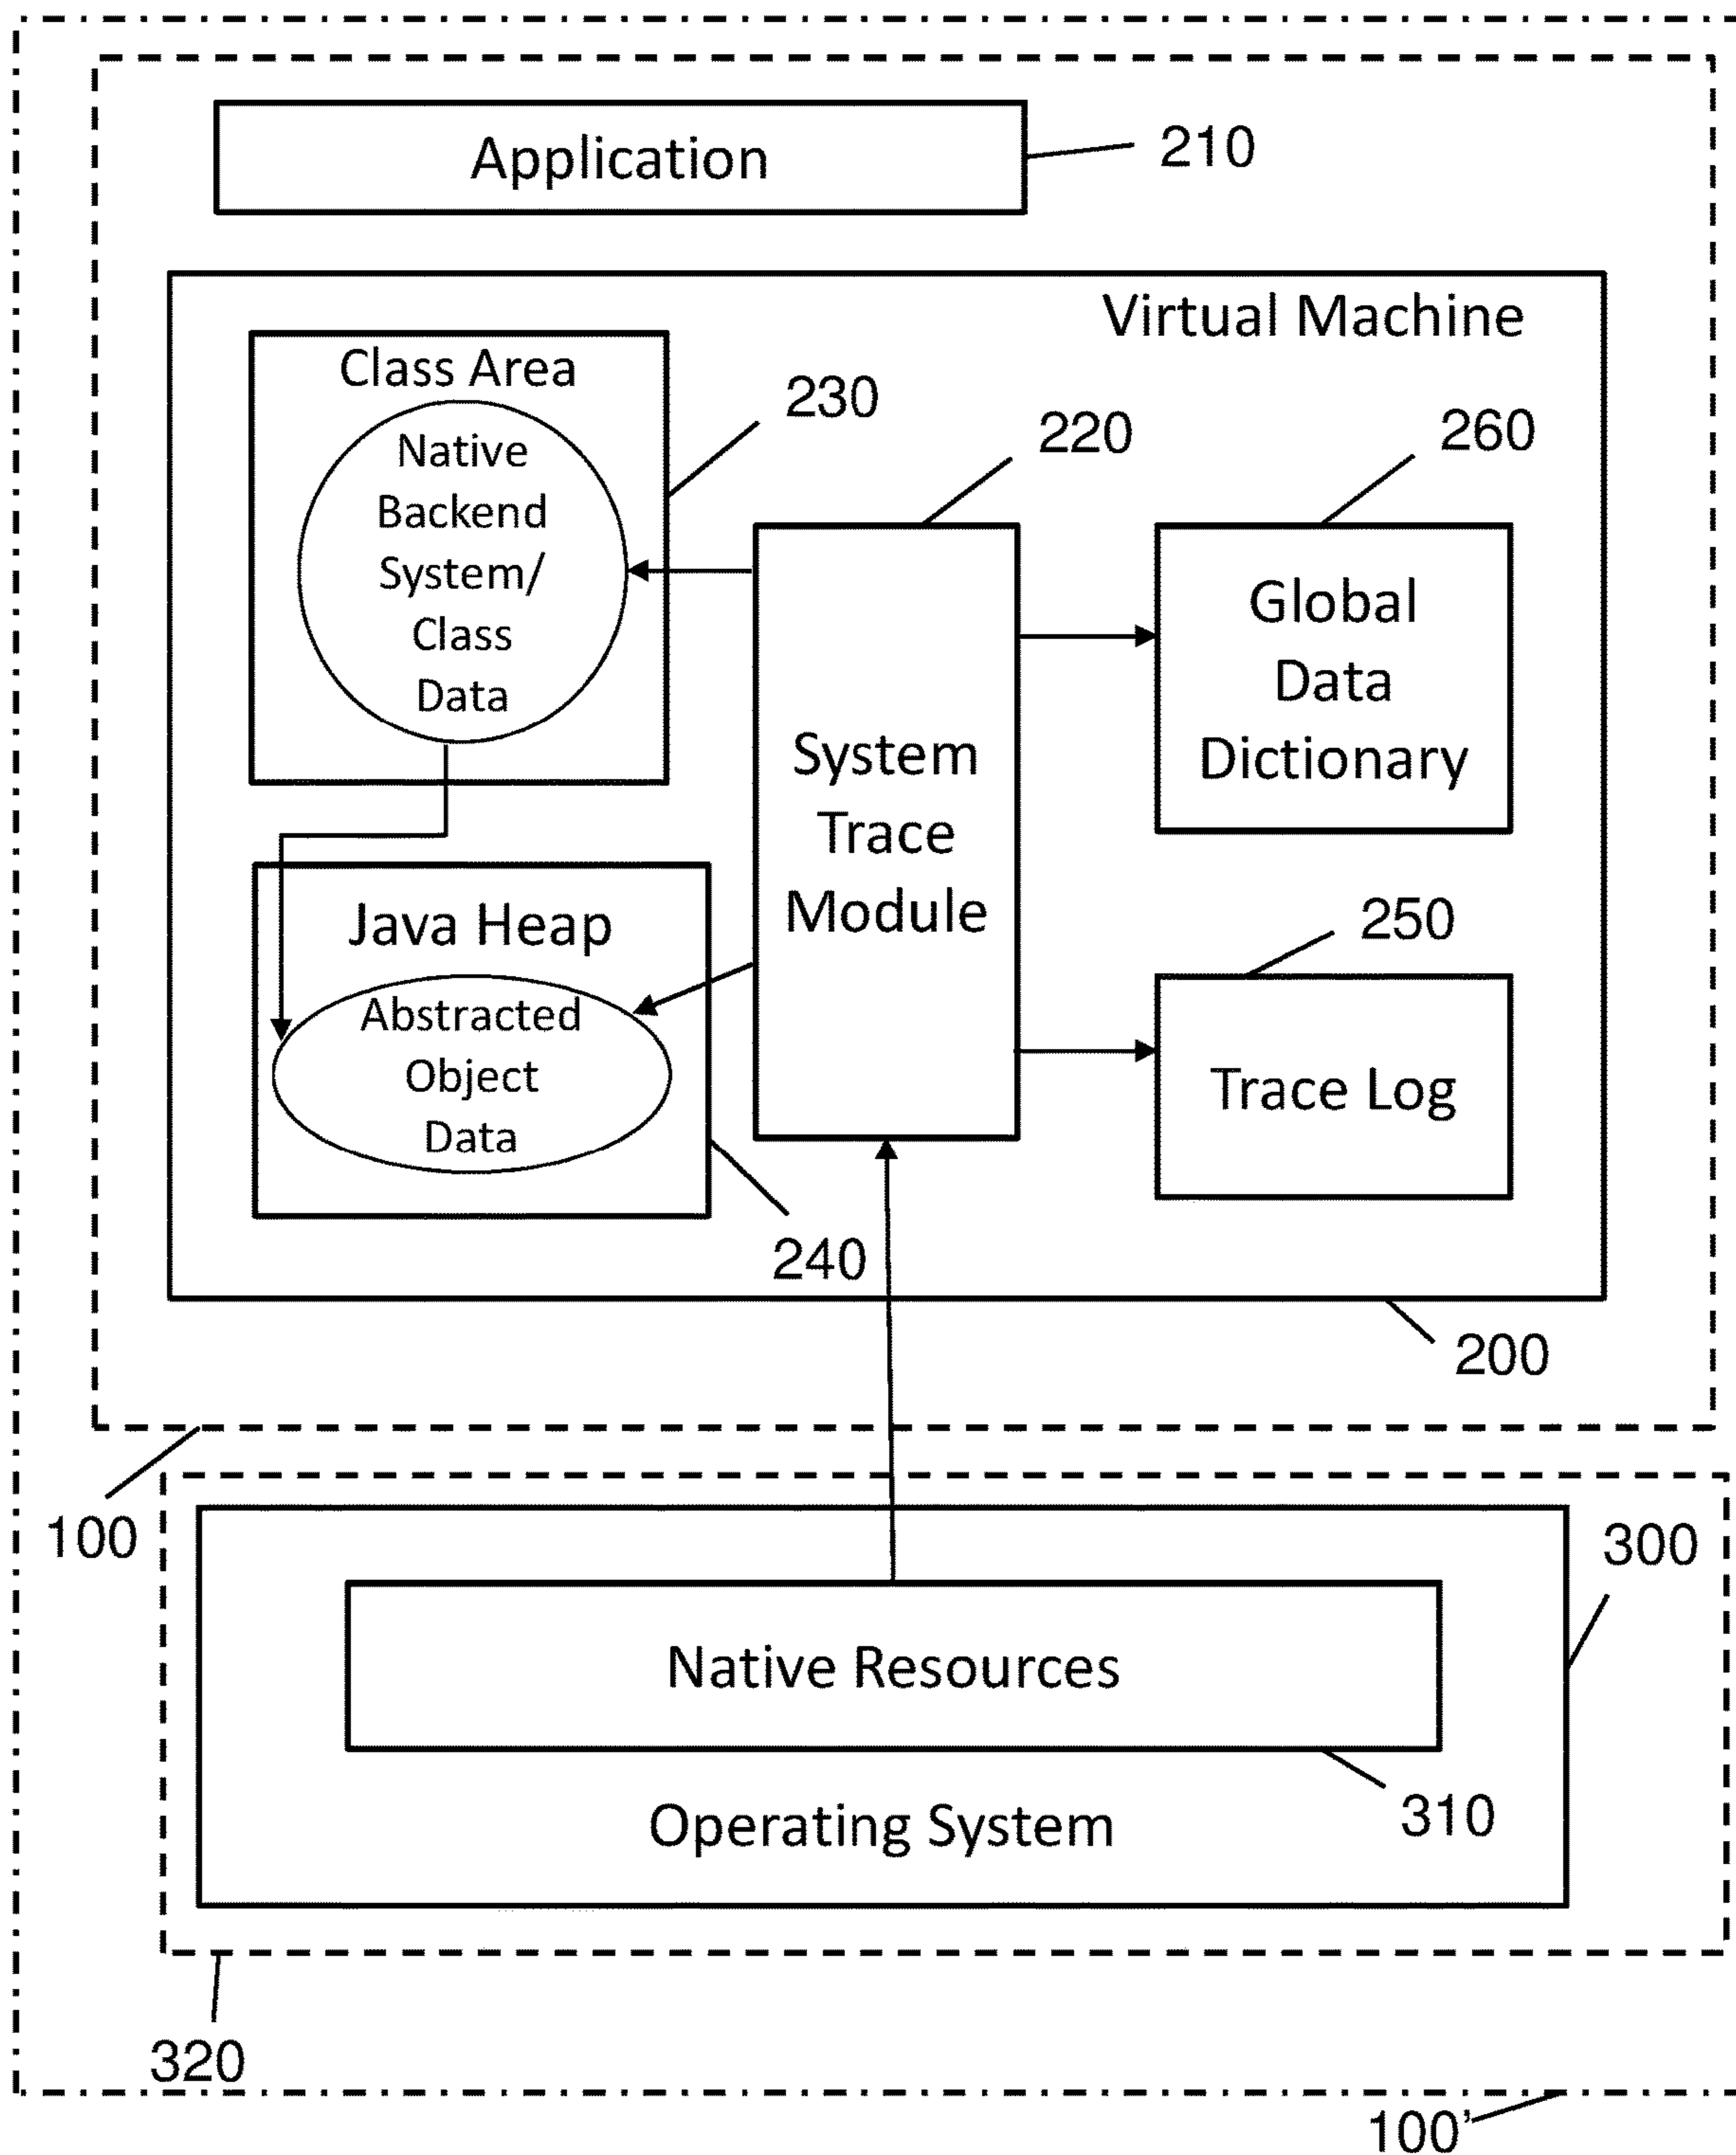 Application
210
Virtual Machine
Class Area
230
220
260
Native
Backend
System/
Class
Data
Global
Data
Dictionary
System
Trace
Module
Java Heap
250
Abstracted
Object
Data
Trace Log
240
200
100
300
Native Resources
310
Operating System
320
100’